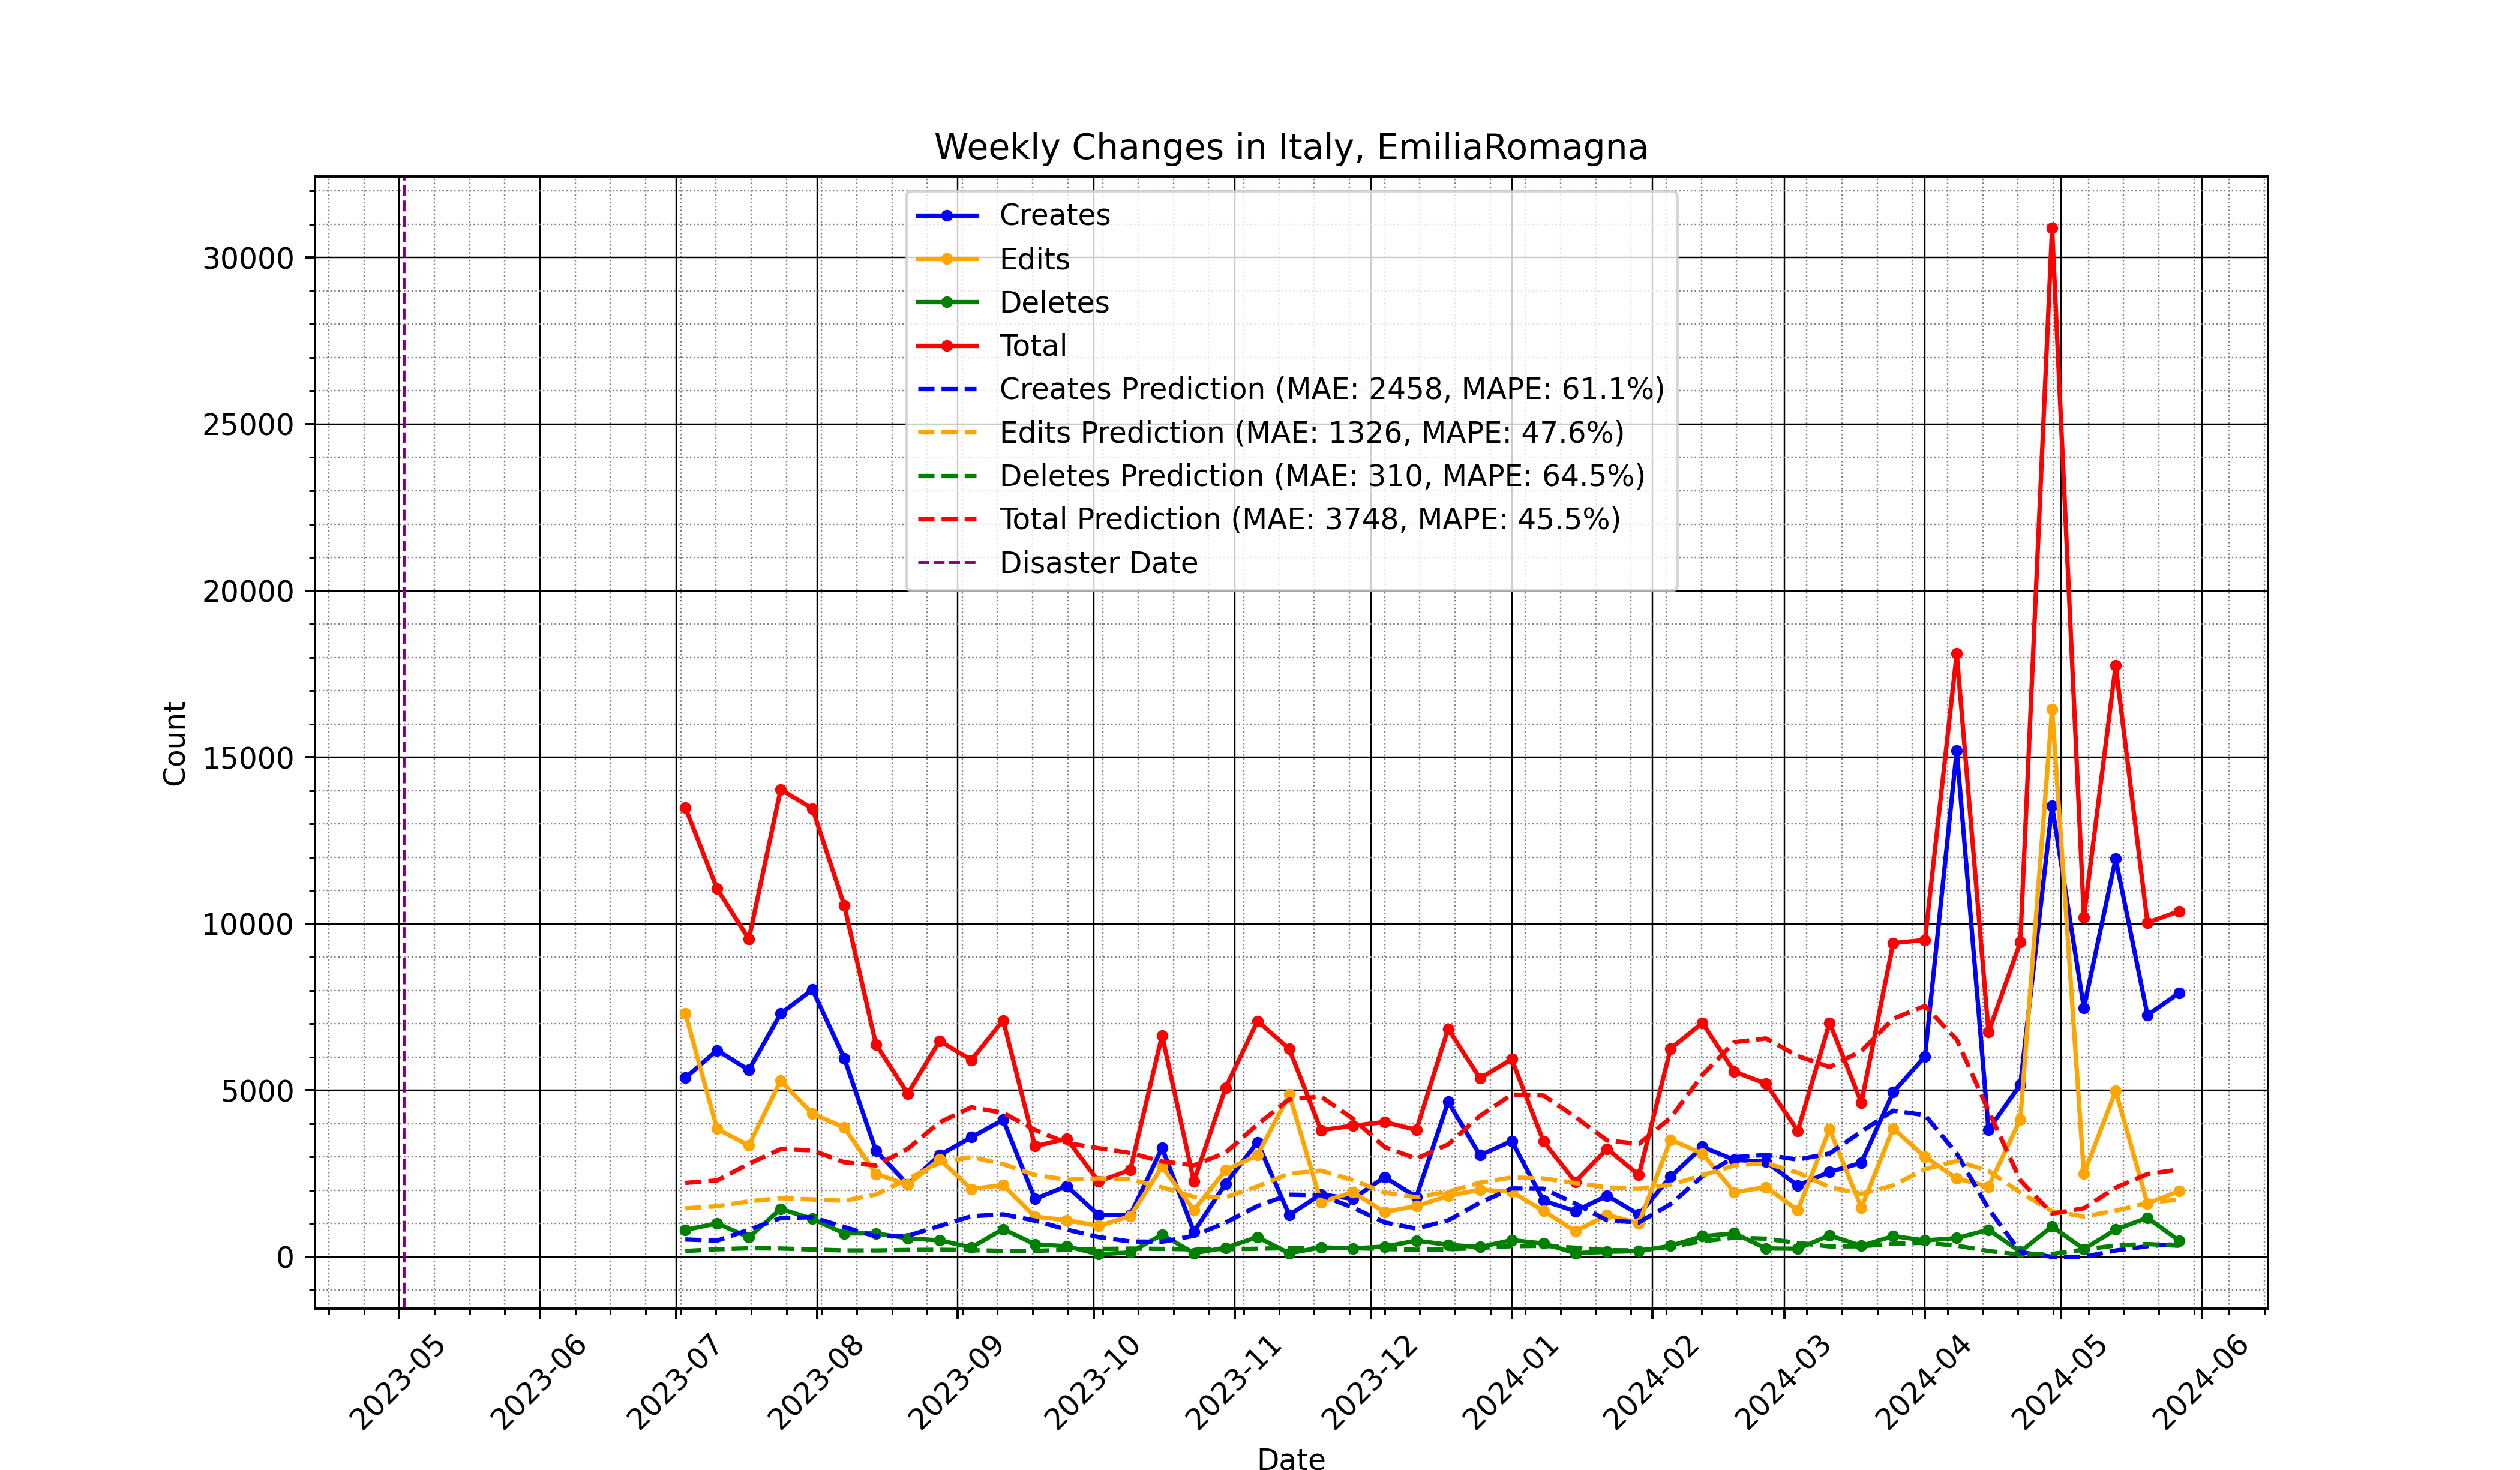 Weekly Changes in Italy, EmiliaRomagna
Creates
Edits
Deletes
Total
Creates Prediction (MAE: 2458, MAPE: 61.1%)
Edits Prediction (MAE: 1326, MAPE: 47.6%)
Deletes Prediction (MAE: 310, MAPE: 64.5%)
Total Prediction (MAE: 3748, MAPE: 45.5%)
Disaster Date
30000
25000
20000
15000
10000
5000
0
Count
2023-05
2023-06
2023-07
2023-08
2023-09
2023-10
2023-11
2023-12
2024-01
2024-02
2024-03
2024-04
2024-05
2024-06
Date